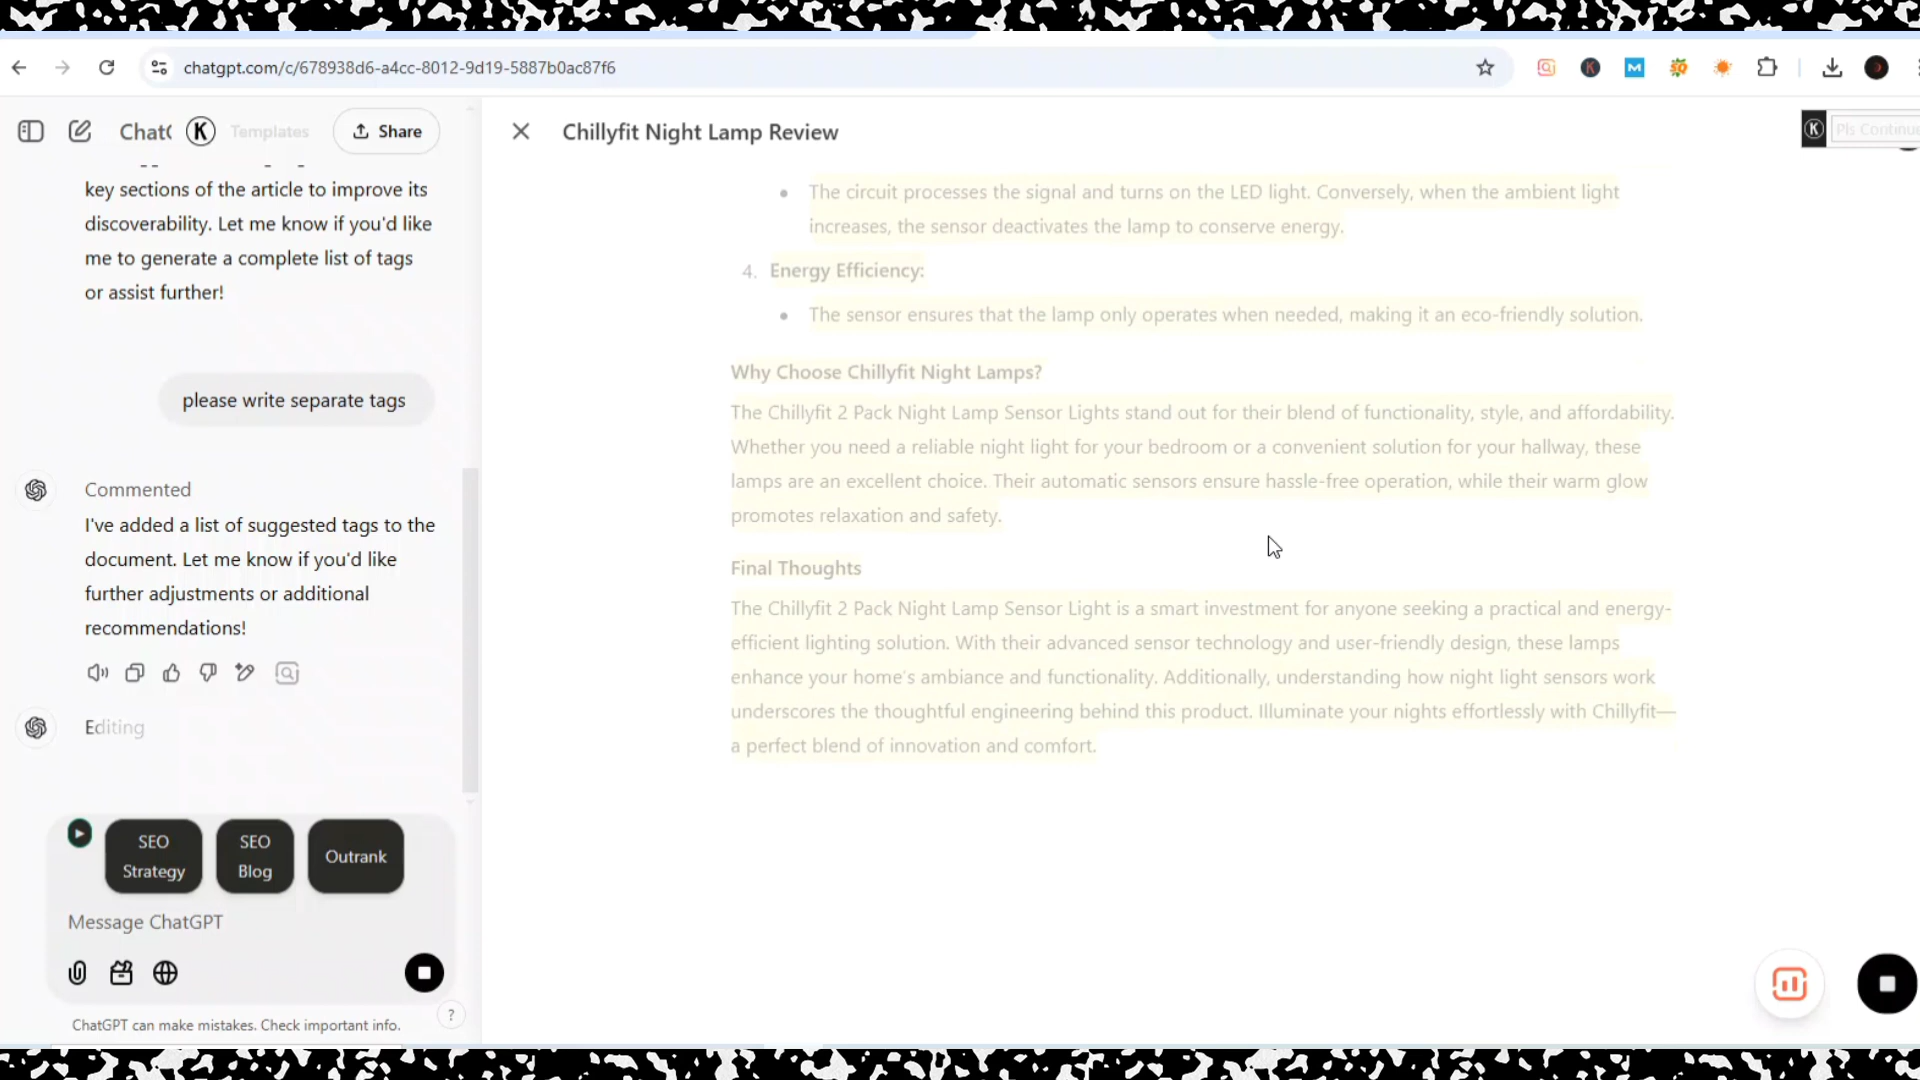 chatgpt.com/c/678938d6-a4cc-8012-9d19-5887b0ac87f6
Templates
Share
key sections of the article to improve its
discoverability. Let me know if you'd like
me to generate a complete list of tags
or assist further!
please write separate tags
Commented
I've added a list of suggested tags to the
document. Let me know if you'd like
further adjustments or additional
recommendations!
Editing
SEO
Strategy
SEO
Blog
Outrank
Message ChatGPT
ChatGPT can make mistakes. Check important info.
?
Chillyfit Night Lamp Review
K
Pls Continue
The circuit processes the signal and turns on the LED light. Conversely, when the ambient light
increases, the sensor deactivates the lamp to conserve energy.
4. Energy Efficiency:
The sensor ensures that the lamp only operates when needed, making it an eco-friendly solution.
Why Choose Chillyfit Night Lamps?
The Chillyfit 2 Pack Night Lamp Sensor Lights stand out for their blend of functionality, style, and affordability.
Whether you need a reliable night light for your bedroom or a convenient solution for your hallway, these
lamps are an excellent choice. Their automatic sensors ensure hassle-free operation, while their warm glow
promotes relaxation and safety.
Final Thoughts
The Chillyfit 2 Pack Night Lamp Sensor Light is a smart investment for anyone seeking a practical and energy-
efficient lighting solution. With their advanced sensor technology and user-friendly design, these lamps
enhance your home's ambiance and functionality. Additionally, understanding how night light sensors work
underscores the thoughtful engineering behind this product. Illuminate your nights effortlessly with Chillyfit—
a perfect blend of innovation and comfort.